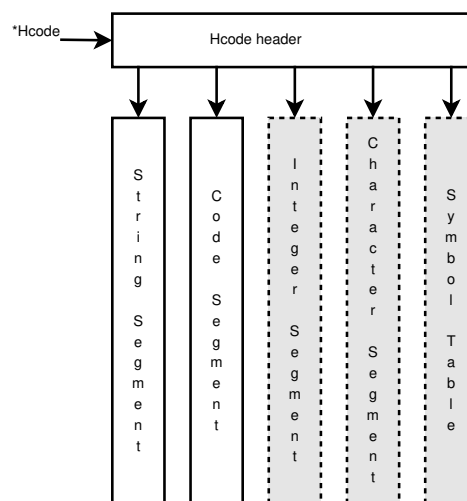 *Hcode
Hcode header
String Segment
Code Segment
Integer Segment
Character Segment
Symbol Table